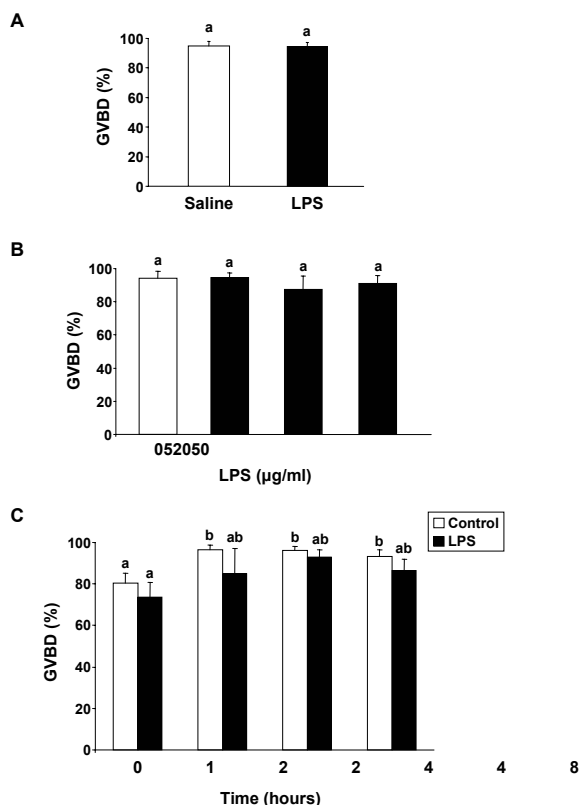 A
a a
100
80
60
40
20
0
GVBD (%)
Saline LPS
B
a a a a
100
80
60
40
20
0
GVBD (%)
052050
LPS (µg/ml)
C
Control
LPS
a a b ab b ab b ab
100
80
60
40
20
0
GVBD (%)
0 1 2 2 4 4 8
Time (hours)